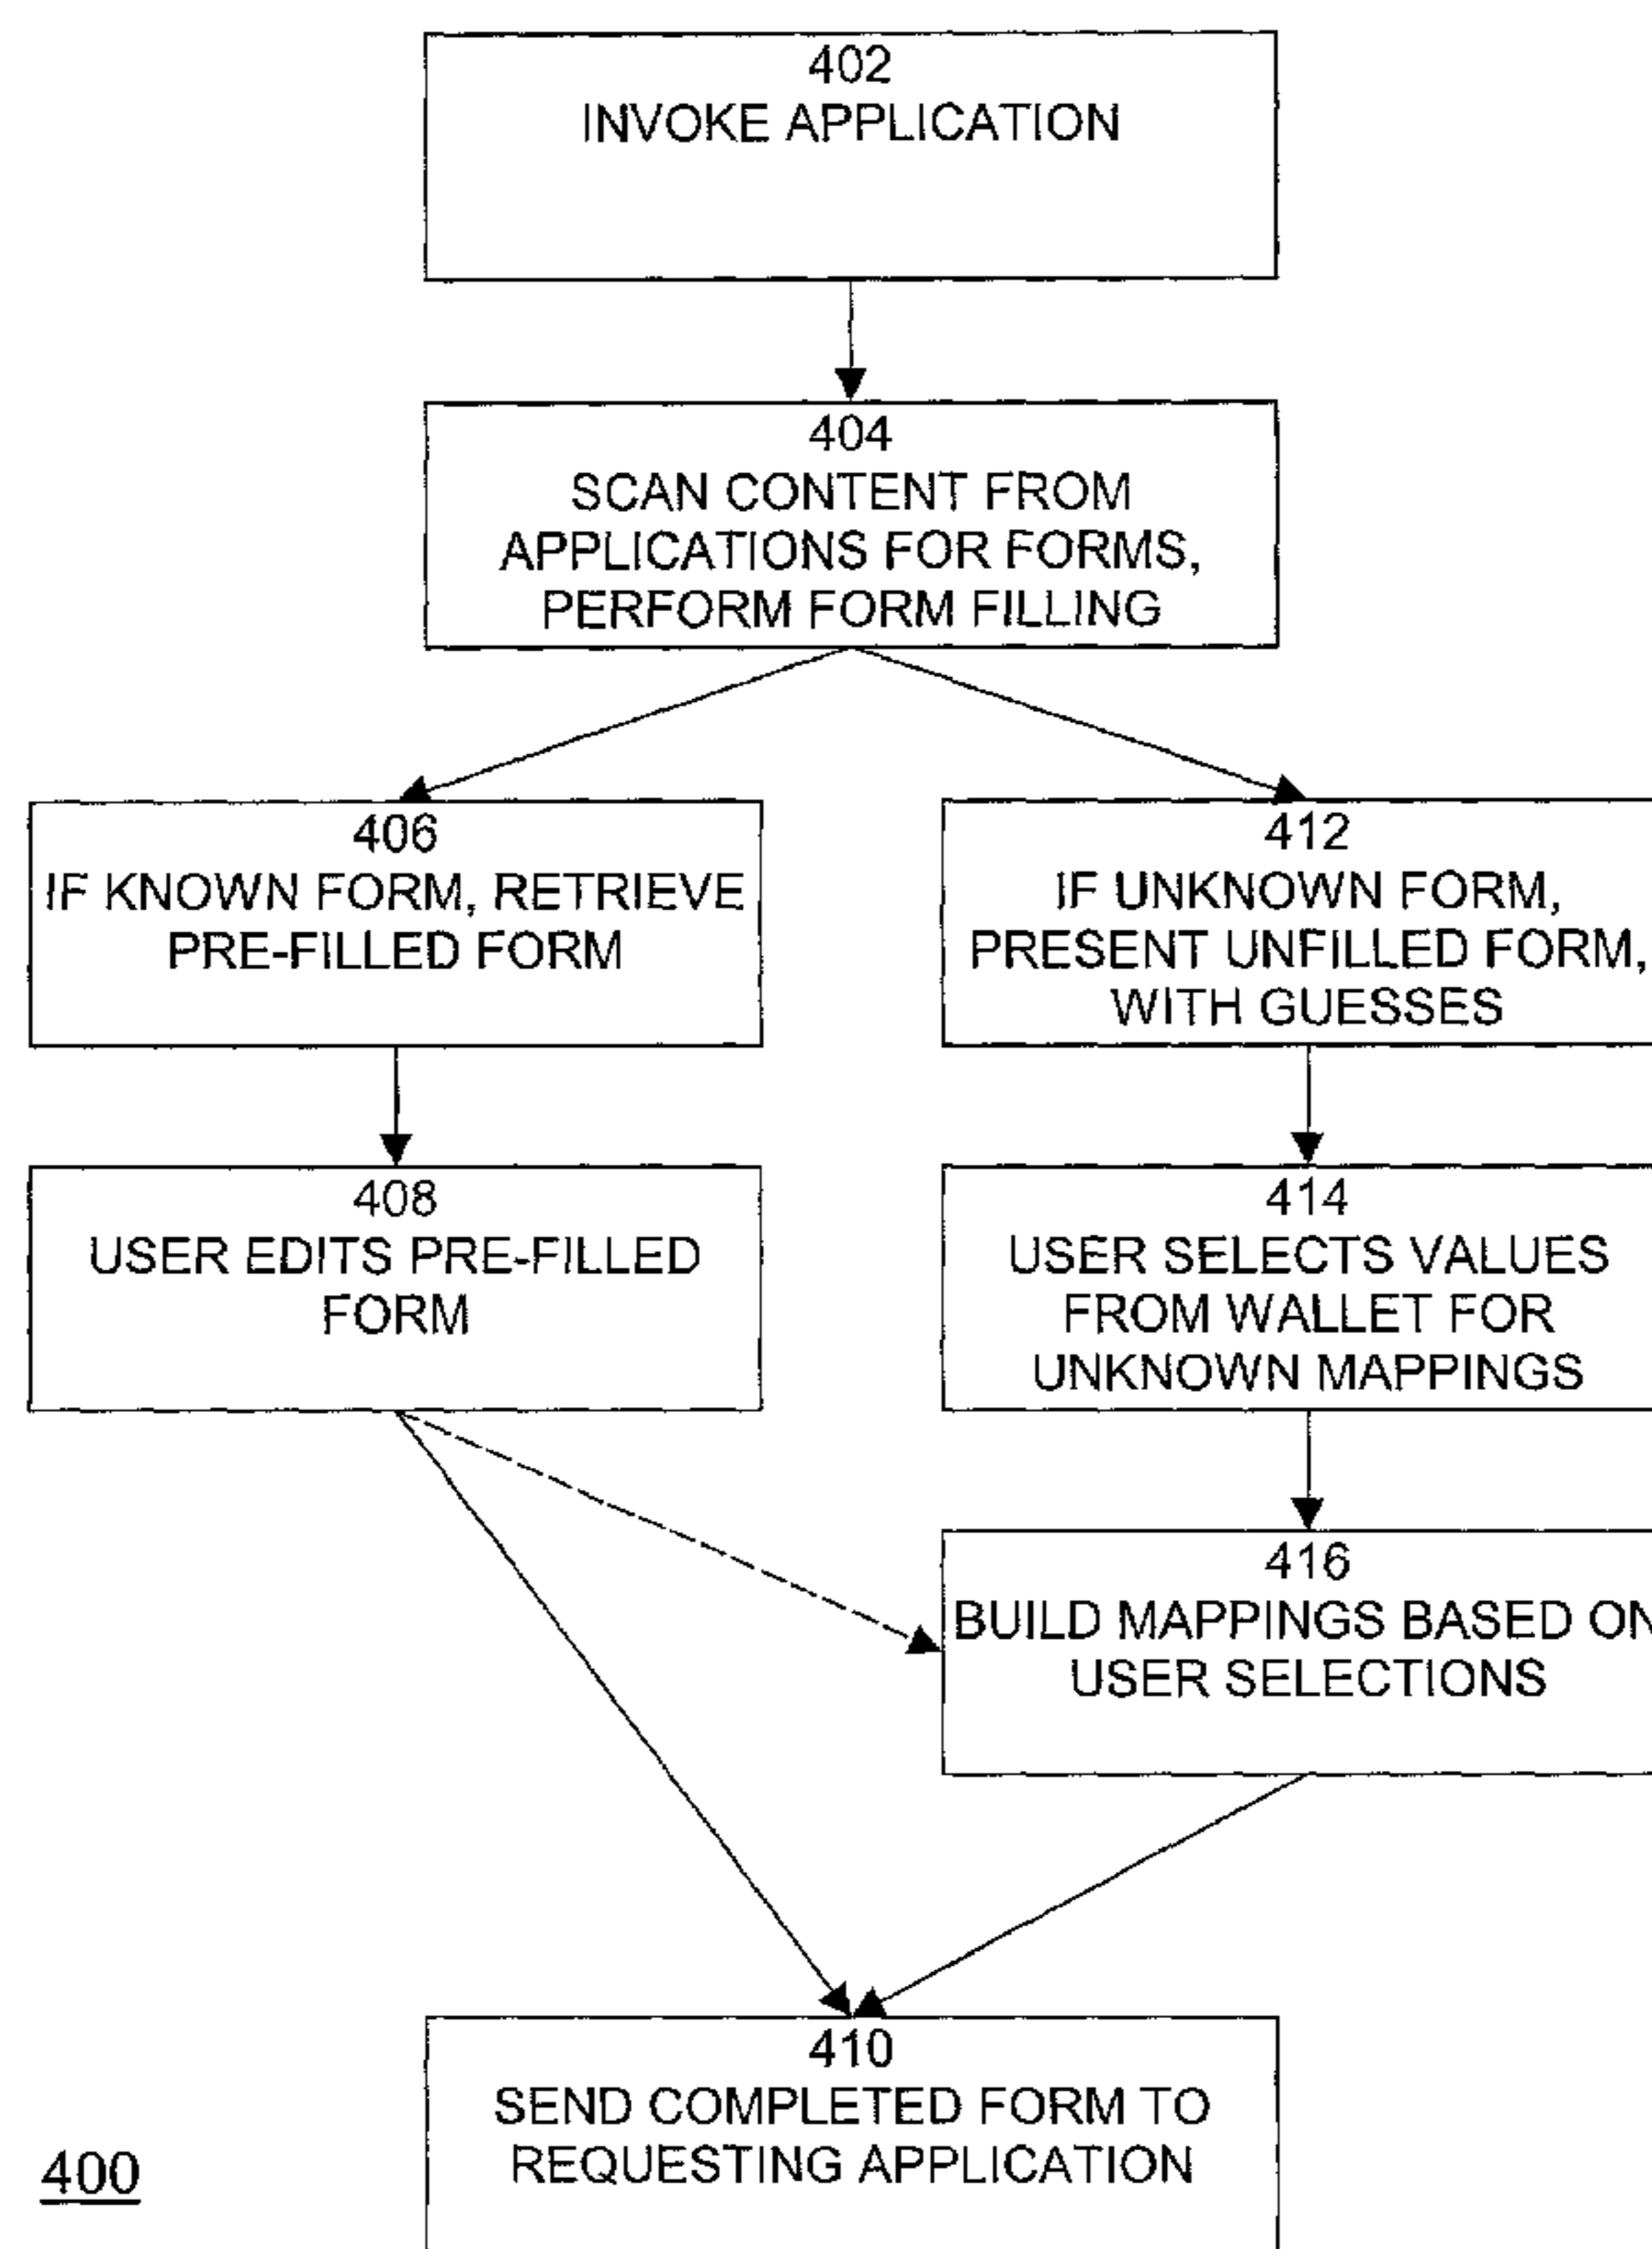 402
INVOKE APPLICATION
404
SCAN CONTENT FROM
APPLICATIONS FOR FORMS,
PERFORM FORM FILLING
406
IF KNOWN FORM, RETRIEVE
PRE-FILLED FORM
412
IF UNKNOWN FORM,
PRESENT UNFILLED FORM,
WITH GUESSES
408
USER EDITS PRE-FILLED
FORM
414
USER SELECTS VALUES
FROM WALLET FOR
UNKNOWN MAPPINGS
416
BUILD MAPPINGS BASED ON
USER SELECTIONS
410
SEND COMPLETED FORM TO
REQUESTING APPLICATION
400